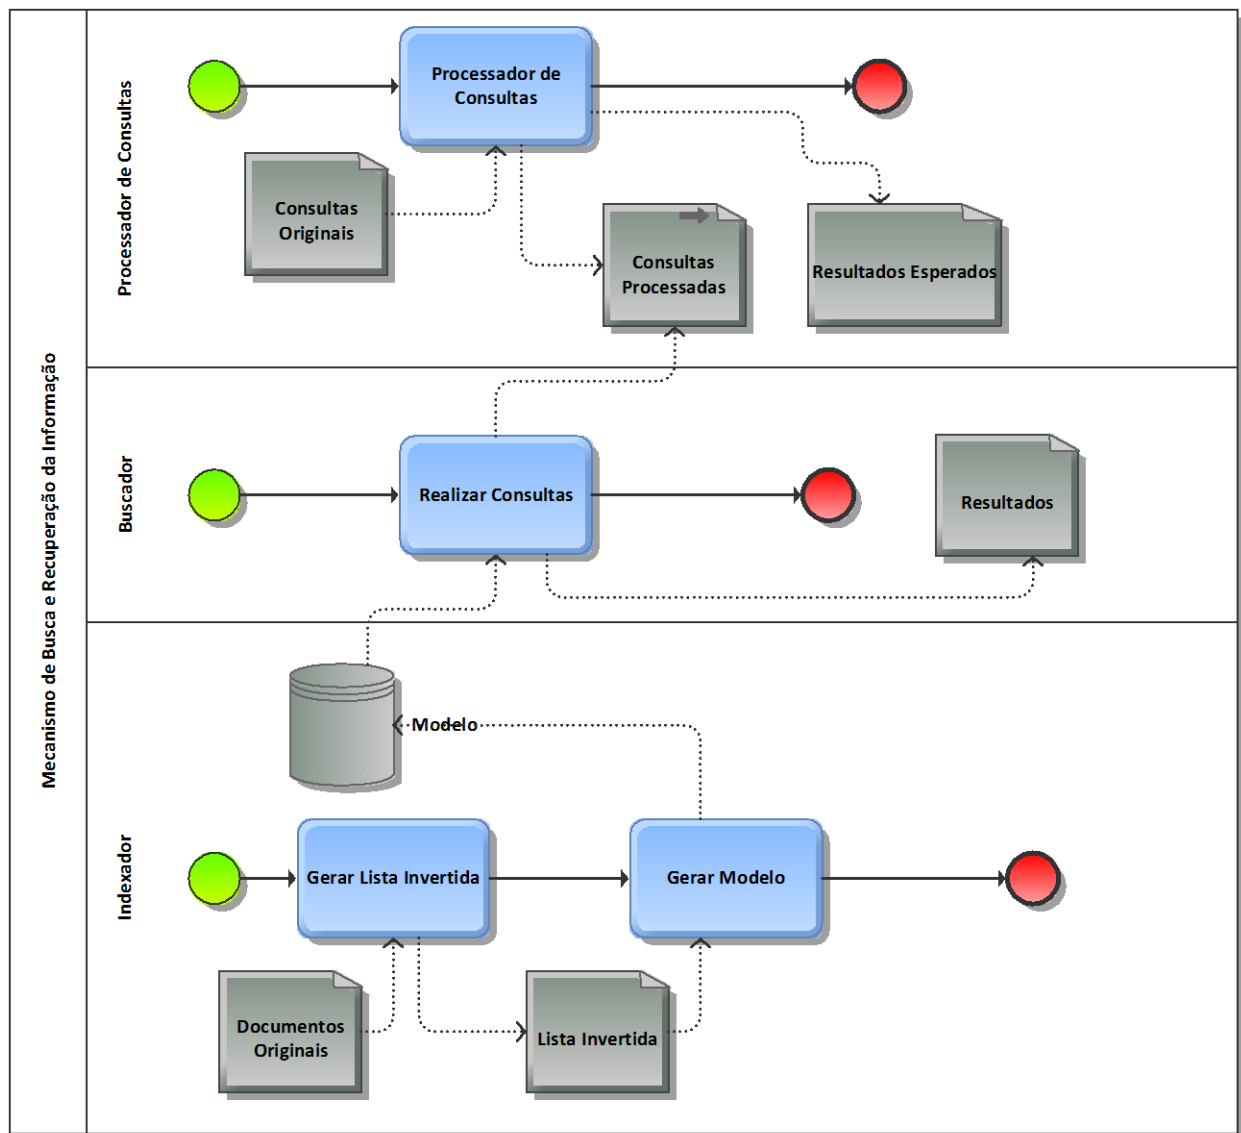 Mecanismo de Busca e Recuperação da Informação
Processador de Consultas
Processador de
Consultas
Consultas
Originais
Consultas
Processadas
Resultados Esperados
Buscador
Realizar Consultas
Resultados
Indexador
Modelo
Gerar Lista Invertida
Gerar Modelo
Documentos
Originais
Lista Invertida